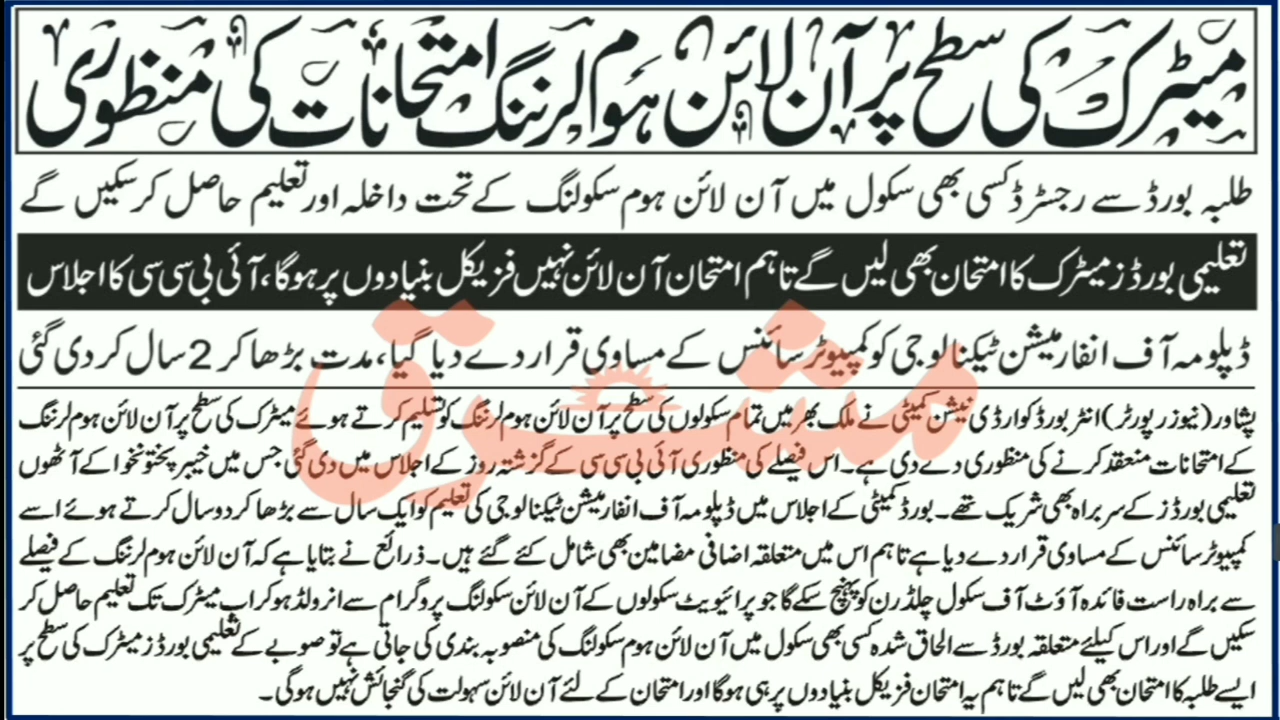 میٹرک کی سطح پر آن لائن ہوم لرننگ امتحانات کی منظوری
طلبہ بورڈ سے رجسٹرڈ کسی بھی سکول میں آن لائن ہوم سکولنگ کے تحت داخلہ اور تعلیم حاصل کر سکیں گے
تعلیمی بورڈز میٹرک کا امتحان بھی لیں گے تاہم امتحان آن لائن نہیں فزیکل بنیادوں پر ہوگا، آئی بی سی سی کا اجلاس
ڈپلومہ آف انفارمیشن ٹیکنالوجی کو کمپیوٹر سائنس کے مساوی قرار دے دیا گیا، مدت بڑھا کر 2 سال کر دی گئی
مشرق
پشاور (نیوز رپورٹر) انٹر بورڈ کوارڈی نیشن کمیٹی نے ملک بھر میں تمام سکولوں کی سطح پر آن لائن ہوم لرننگ کو تسلیم کرتے ہوئے میٹرک کی سطح پر آن لائن ہوم لرننگ
کے امتحانات منعقد کرنے کی منظوری دے دی ہے۔ اس فیصلے کی منظوری آئی بی سی سی کے گزشتہ روز کے اجلاس میں دی گئی جس میں خیبر پختونخوا کے آٹھوں
تعلیمی بورڈز کے سربراہ بھی شریک تھے۔ بورڈ کمیٹی کے اجلاس میں ڈپلومہ آف انفارمیشن ٹیکنالوجی کی تعلیم کو ایک سال سے بڑھا کر دو سال کرتے ہوئے اسے
کمپیوٹر سائنس کے مساوی قرار دے دیا ہے تاہم اس میں متعلقہ اضافی مضامین بھی شامل کئے گئے ہیں۔ ذرائع نے بتایا ہے کہ آن لائن ہوم لرننگ کے فیصلے
سے براہ راست فائدہ آؤٹ آف سکول چلڈرن کو پہنچ سکے گا جو پرائیویٹ سکولوں کے آن لائن سکولنگ پروگرام سے انرولڈ ہو کر اب میٹرک تک تعلیم حاصل کر
سکیں گے اور اس کیلئے متعلقہ بورڈ سے الحاق شدہ کسی بھی سکول میں آن لائن ہوم سکولنگ کی منصوبہ بندی کی جاتی ہے تو صوبے کے تعلیمی بورڈز میٹرک کی سطح پر
ایسے طلبہ کا امتحان بھی لیں گے تاہم یہ امتحان فزیکل بنیادوں پر ہی ہوگا اور امتحان کے لئے آن لائن سہولت کی گنجائش نہیں ہوگی۔